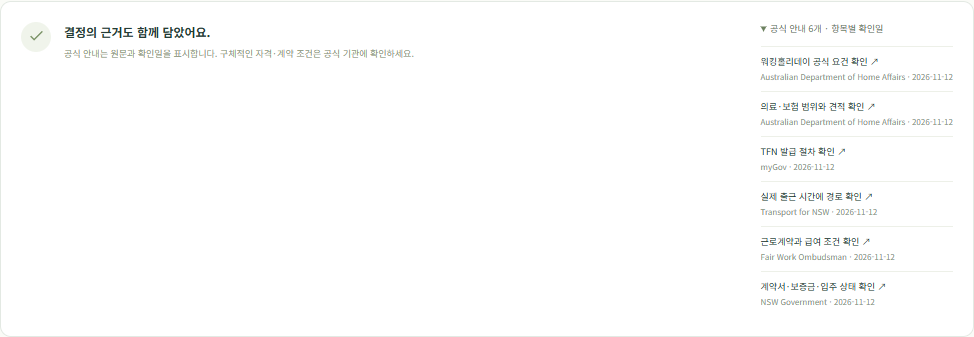 결정의 근거도 함께 담았어요.
공식 안내는 원문과 확인일을 표시합니다. 구체적인 자격·계약 조건은 공식 기관에 확인하세요.
▼ 공식 안내 6개 · 항목별 확인일
워킹홀리데이 공식 요건 확인 ↗
Australian Department of Home Affairs · 2026-11-12
의료·보험 범위와 견적 확인 ↗
Australian Department of Home Affairs · 2026-11-12
TFN 발급 절차 확인 ↗
myGov · 2026-11-12
실제 출근 시간에 경로 확인 ↗
Transport for NSW · 2026-11-12
근로계약과 급여 조건 확인 ↗
Fair Work Ombudsman · 2026-11-12
계약서·보증금·입주 상태 확인 ↗
NSW Government · 2026-11-12